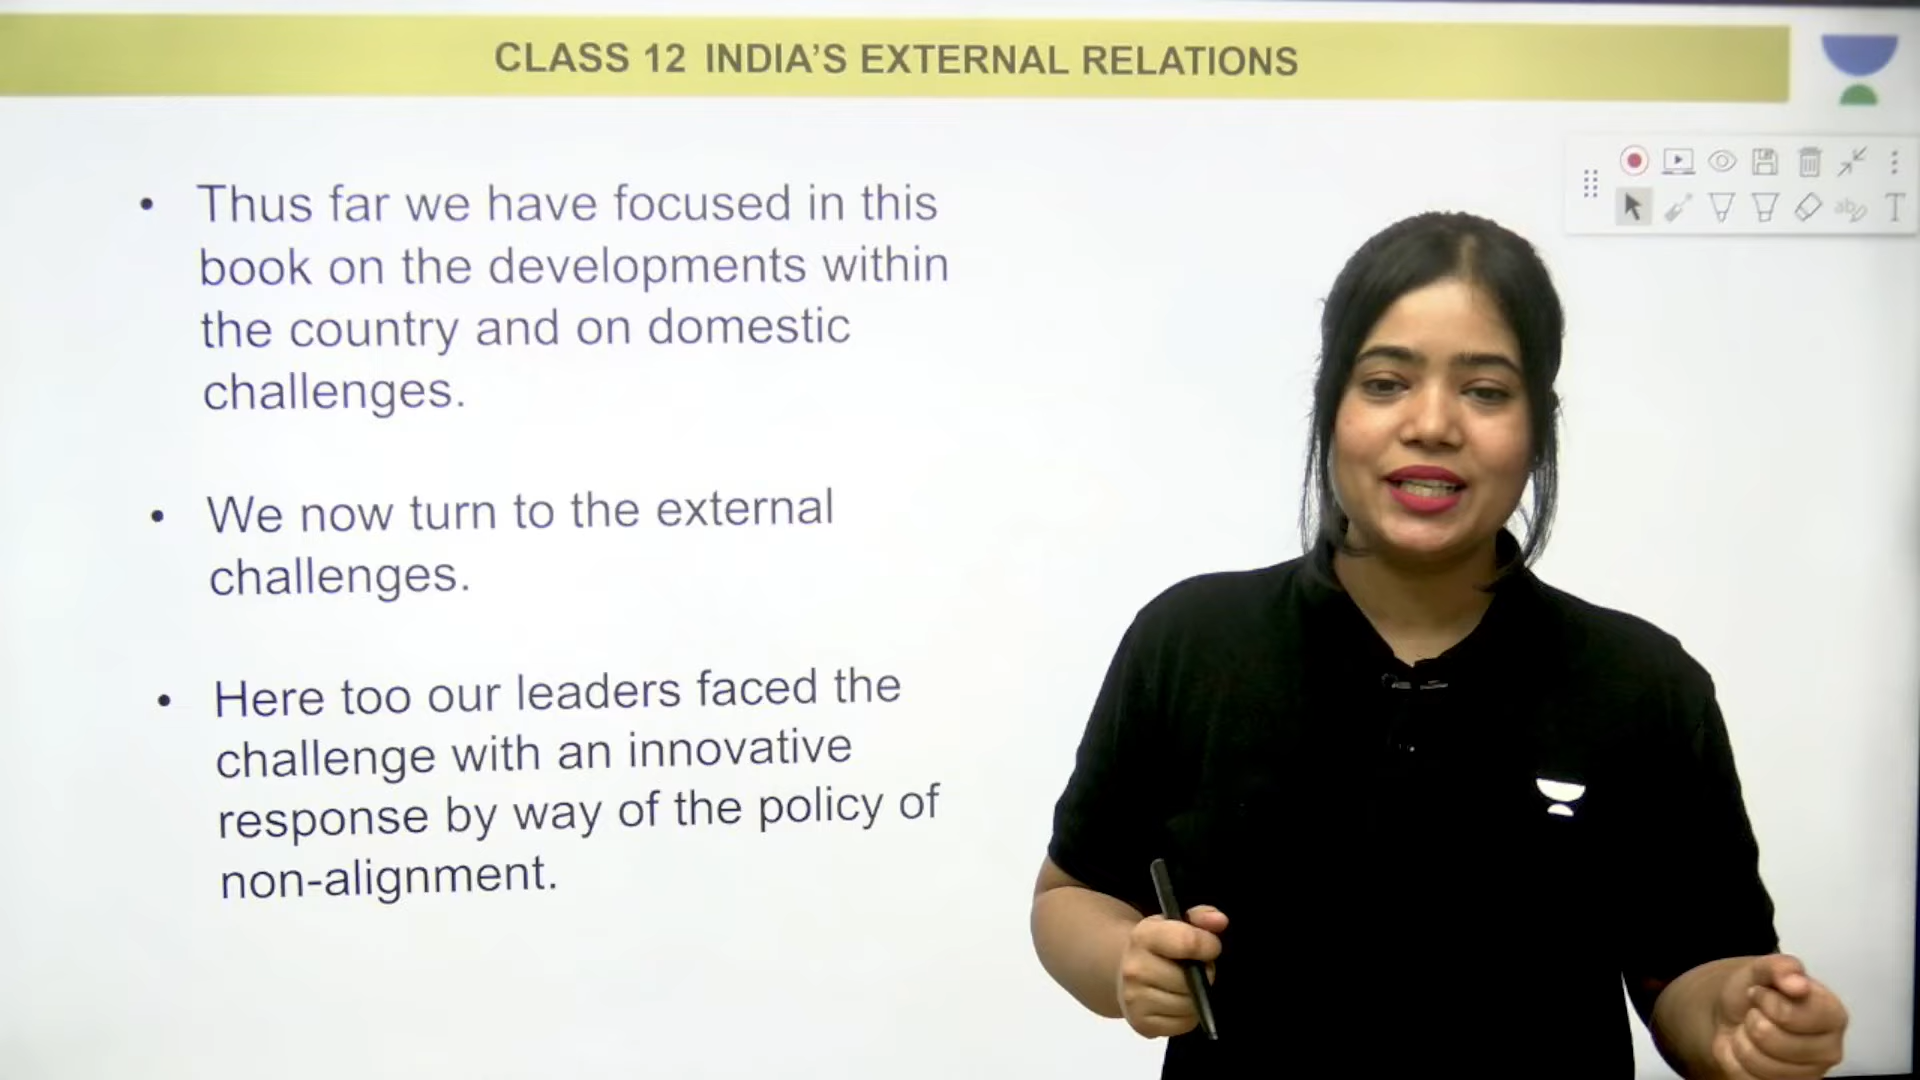 CLASS 12 INDIA'S EXTERNAL RELATIONS
• Thus far we have focused in this
book on the developments within
the country and on domestic
challenges.
• We now turn to the external
challenges.
• Here too our leaders faced the
challenge with an innovative
response by way of the policy of
non-alignment.
ab
T